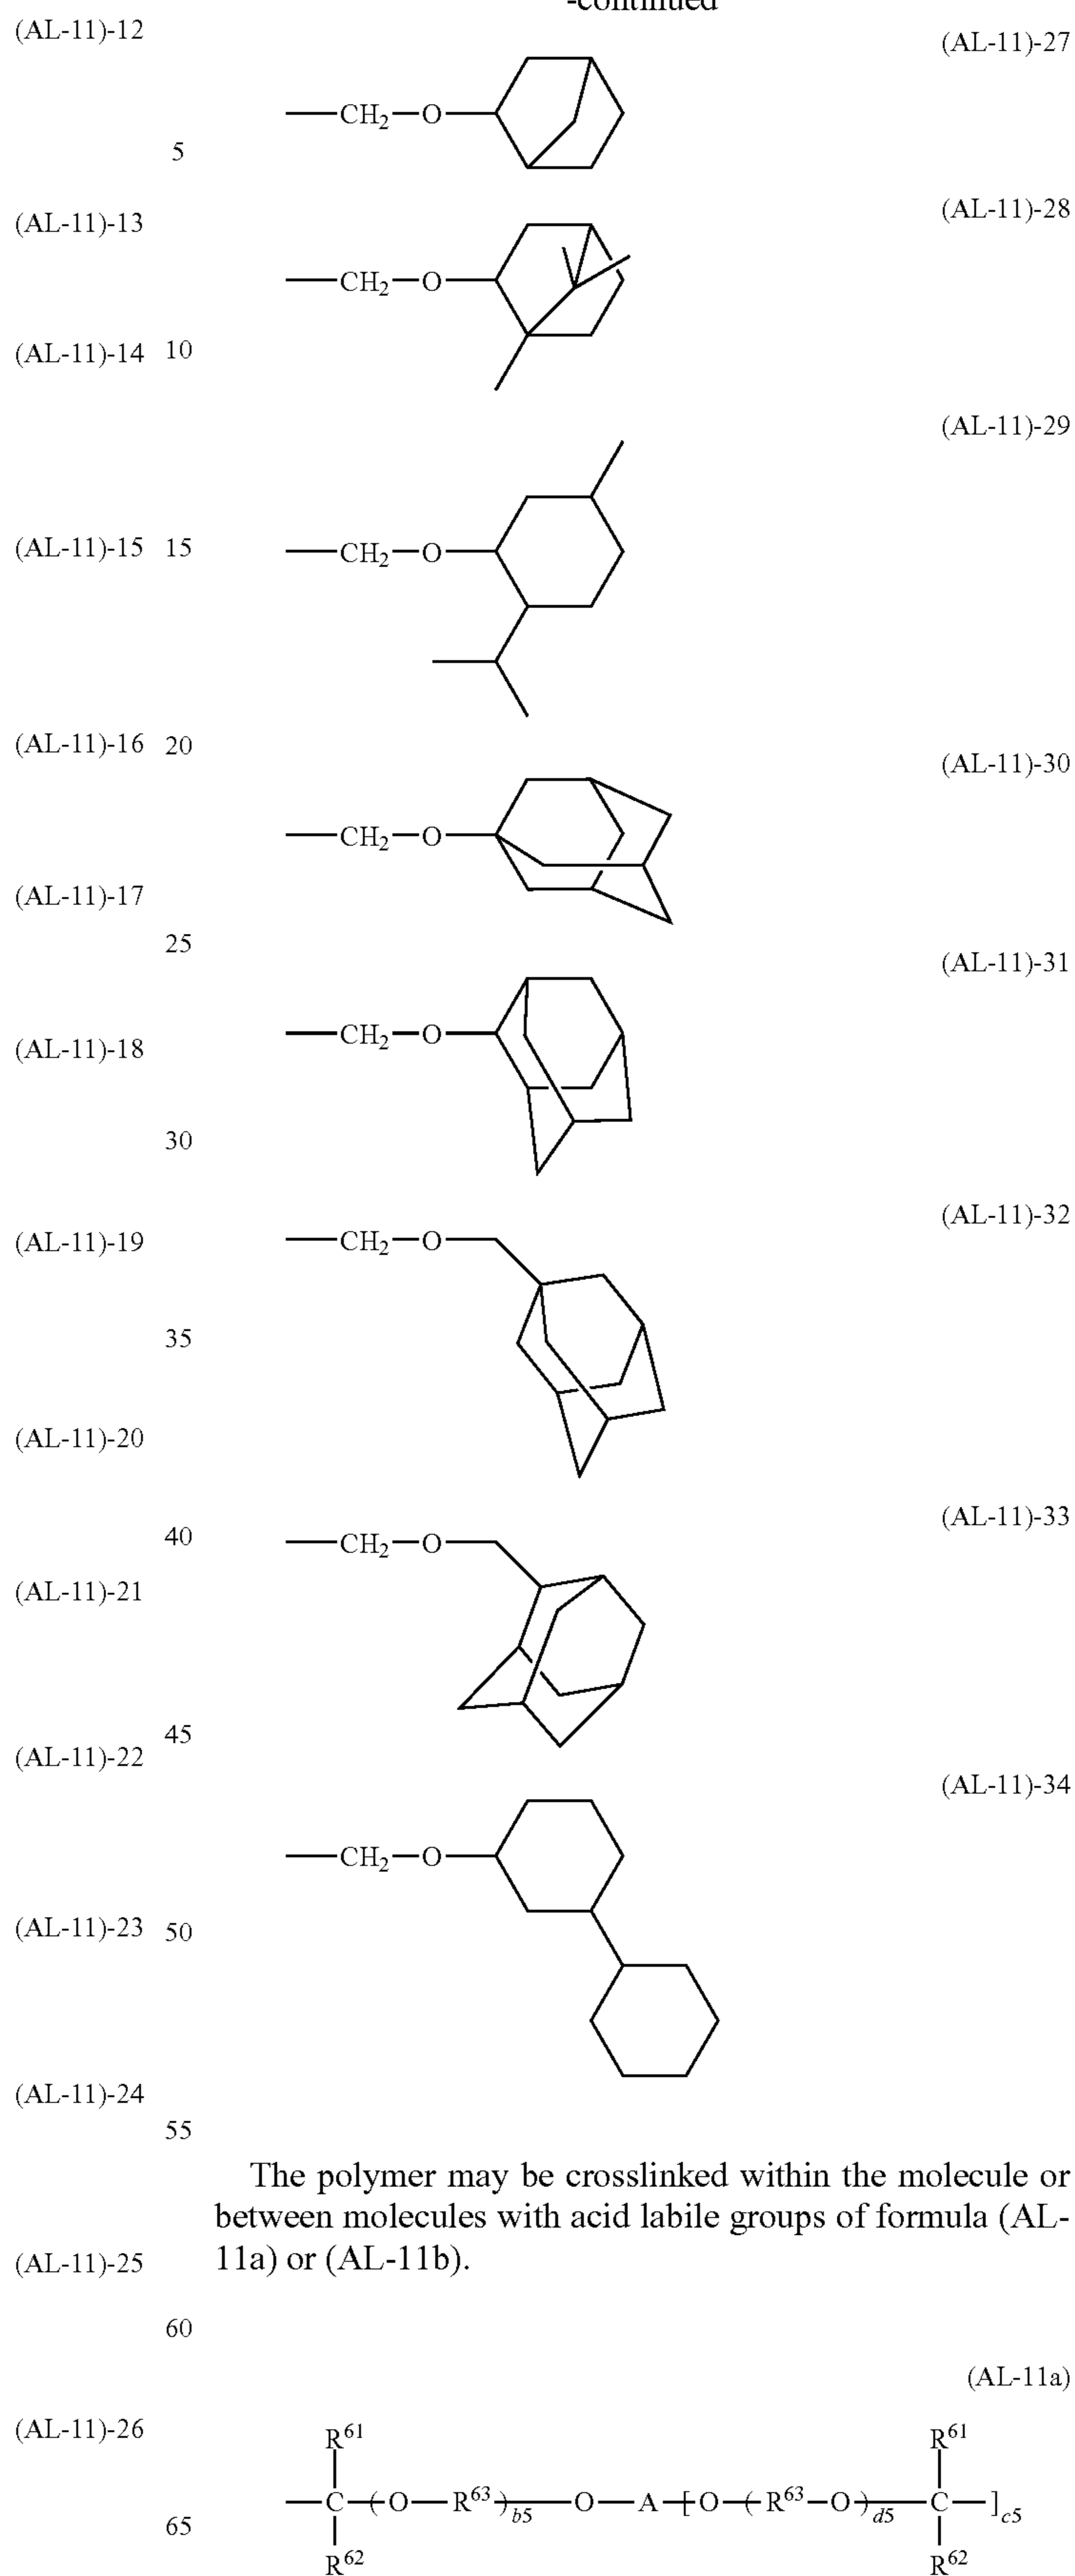 -continued
(AL-11)-12
(AL-11)-27
—CH₂—O—
5
(AL-11)-13
(AL-11)-28
—CH₂—O—
(AL-11)-14
10
(AL-11)-29
(AL-11)-15
15
—CH₂—O—
(AL-11)-16
20
(AL-11)-30
—CH₂—O—
(AL-11)-17
25
(AL-11)-31
—CH₂—O—
(AL-11)-18
30
(AL-11)-32
(AL-11)-19
—CH₂—O—
35
(AL-11)-20
(AL-11)-33
40
—CH₂—O—
(AL-11)-21
45
(AL-11)-22
(AL-11)-34
—CH₂—O—
(AL-11)-23
50
(AL-11)-24
55
The polymer may be crosslinked within the molecule or
between molecules with acid labile groups of formula (AL-
11a) or (AL-11b).
(AL-11)-25
60
(AL-11a)
(AL-11)-26
R⁶¹ R⁶¹
—C—(O—R⁶³)b5—O—A—[O—(R⁶³—O)d5—C—]c5
65
R⁶² R⁶²